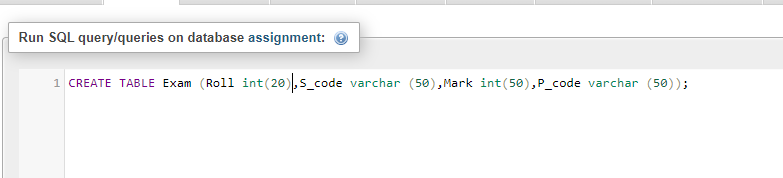 Run SQL query/queries on database assignment:
1 CREATE TABLE Exam (Roll int(20),S_code varchar (50),Mark int(50),P_code varchar (50));